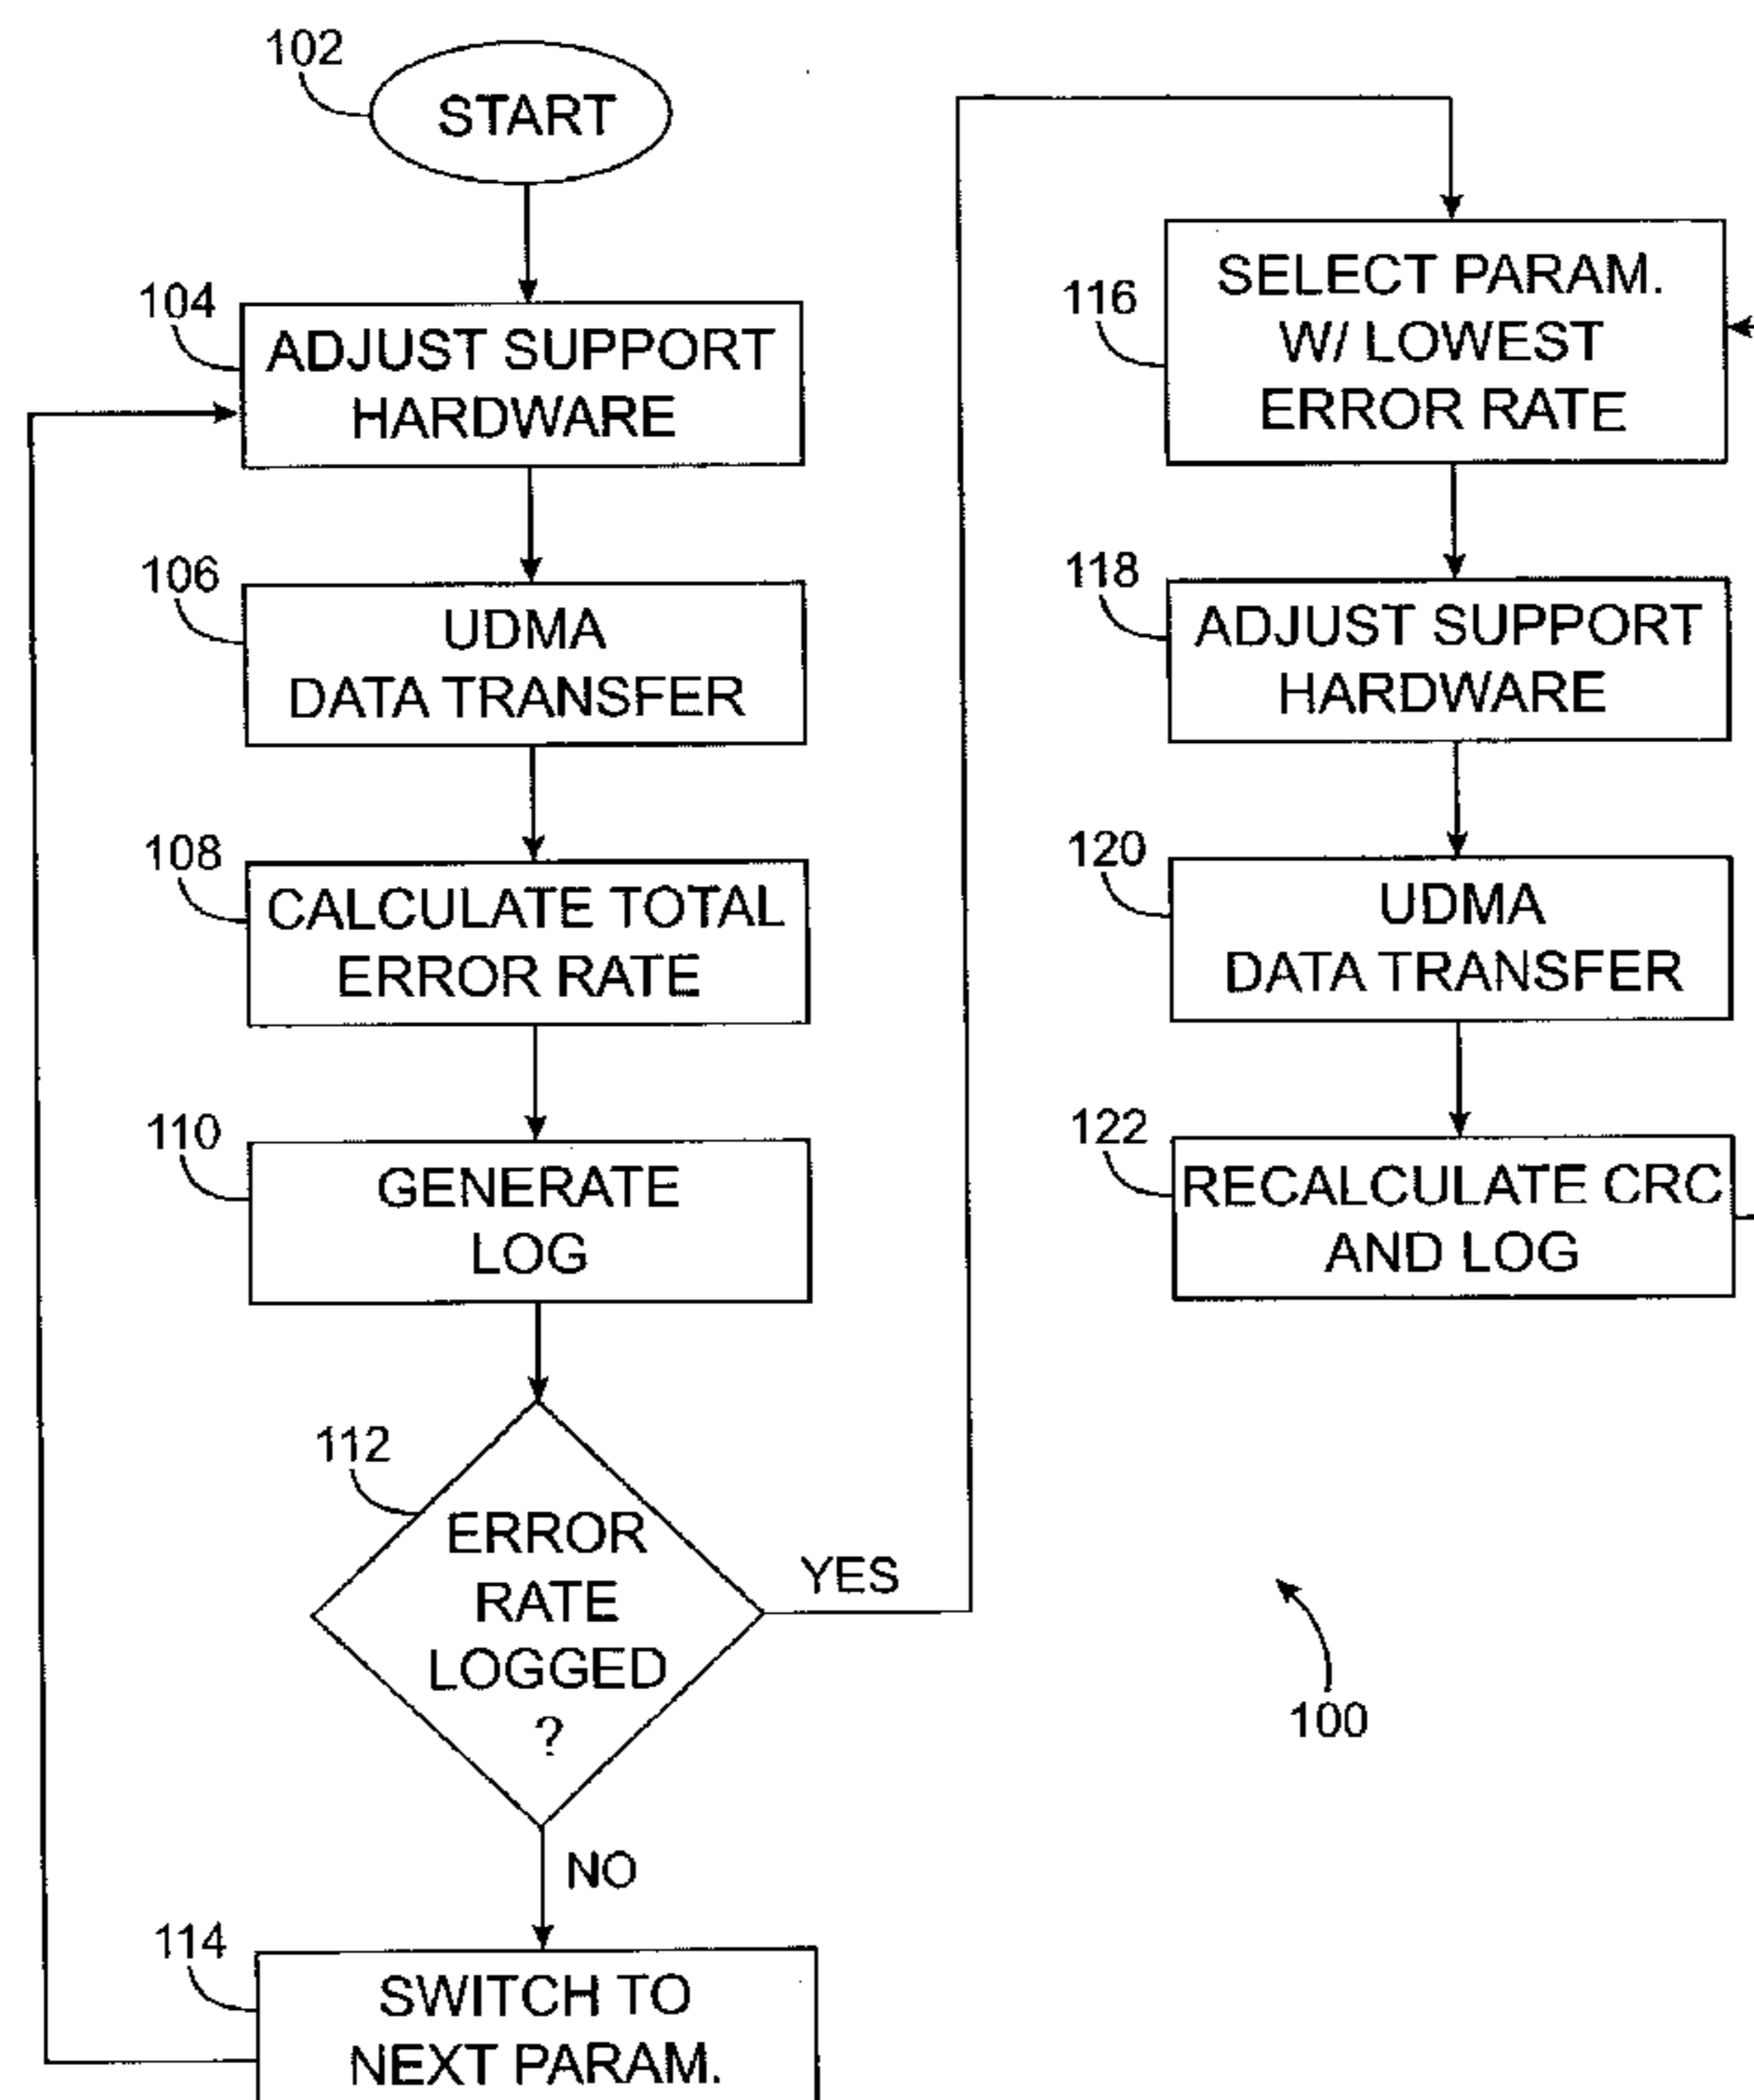 102
START
104
ADJUST SUPPORT
HARDWARE
106
UDMA
DATA TRANSFER
108
CALCULATE TOTAL
ERROR RATE
110
GENERATE
LOG
112
ERROR
RATE
LOGGED
?
YES
NO
114
SWITCH TO
NEXT PARAM.
116
SELECT PARAM.
W/ LOWEST
ERROR RATE
118
ADJUST SUPPORT
HARDWARE
120
UDMA
DATA TRANSFER
122
RECALCULATE CRC
AND LOG
100